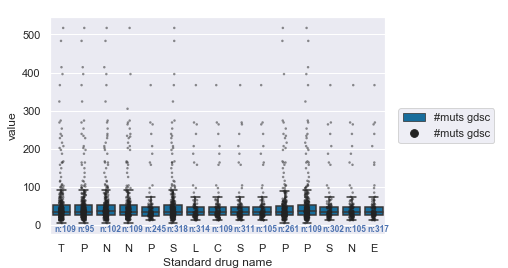 500
400
300
200
100
0
value
n:109 n:95 n:102 n:109 n:245 n:318 n:314 n:109 n:311 n:105 n:261 n:109 n:302 n:105 n:317
T P N N P S L C S P P P S N E
Standard drug name
#muts gdsc
#muts gdsc